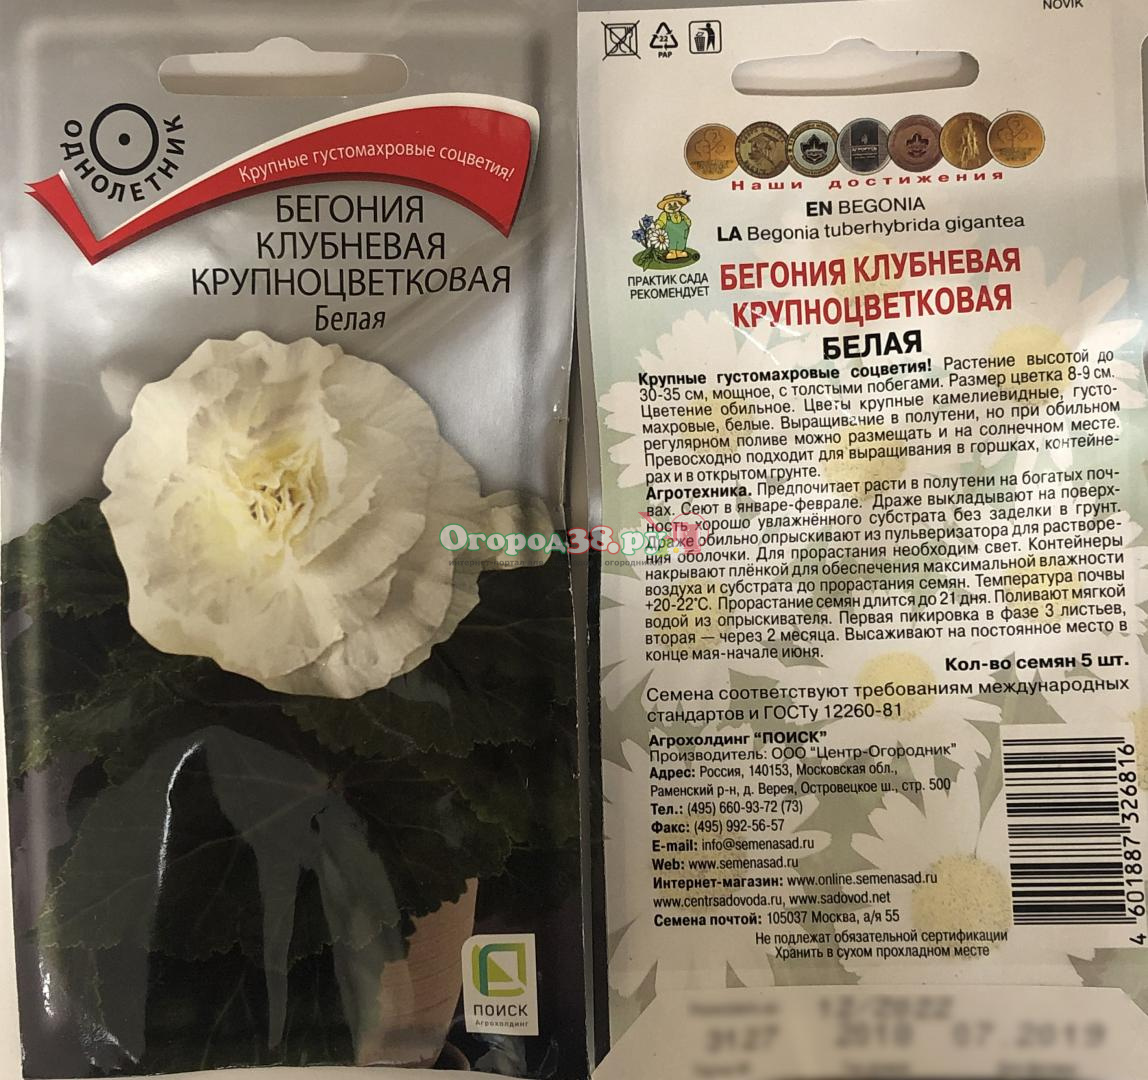 ОДНОЛЕТНИК
Крупные густомахровые соцветия!
БЕГОНИЯ
КЛУБНЕВАЯ
КРУПНОЦВЕТКОВАЯ
Белая
ПОИСК
Агрохолдинг
Огород38.ру
NOVIK
22
PAP
Наши достижения
ПРАКТИК САДА
РЕКОМЕНДУЕТ
EN BEGONIA
LA Begonia tuberhybrida gigantea
БЕГОНИЯ КЛУБНЕВАЯ
КРУПНОЦВЕТКОВАЯ
БЕЛАЯ
Крупные густомахровые соцветия! Растение высотой до
30-35 см, мощное, с толстыми побегами. Размер цветка 8-9 см.
Цветение обильное. Цветы крупные камелиевидные, густо-
махровые, белые. Выращивание в полутени, но при обильном
регулярном поливе можно размещать и на солнечном месте.
Превосходно подходит для выращивания в горшках, контейне-
рах и в открытом грунте.
Агротехника. Предпочитает расти в полутени на богатых поч-
вах. Сеют в январе-феврале. Драже выкладывают на поверх-
ность хорошо увлажнённого субстрата без заделки в грунт.
Драже обильно опрыскивают из пульверизатора для растворе-
ния оболочки. Для прорастания необходим свет. Контейнеры
накрывают плёнкой для обеспечения максимальной влажности
воздуха и субстрата до прорастания семян. Температура почвы
+20-22°С. Прорастание семян длится до 21 дня. Поливают мягкой
водой из опрыскивателя. Первая пикировка в фазе 3 листьев,
вторая — через 2 месяца. Высаживают на постоянное место в
конце мая-начале июня.
Кол-во семян 5 шт.
Семена соответствуют требованиям международных
стандартов и ГОСТу 12260-81
Агрохолдинг "ПОИСК"
Производитель: ООО "Центр-Огородник"
Адрес: Россия, 140153, Московская обл.,
Раменский р-н, д. Верея, Островецкое ш., стр. 500
Тел.: (495) 660-93-72 (73)
Факс: (495) 992-56-57
E-mail: info@semenasad.ru
Web: www.semenasad.ru
Интернет-магазин: www.online.semenasad.ru
www.centrsadovoda.ru, www.sadovod.net
Семена почтой: 105037 Москва, а/я 55
Не подлежат обязательной сертификации
Хранить в сухом прохладном месте
4 601887 326816
12/2022
3127 2018 07.2019